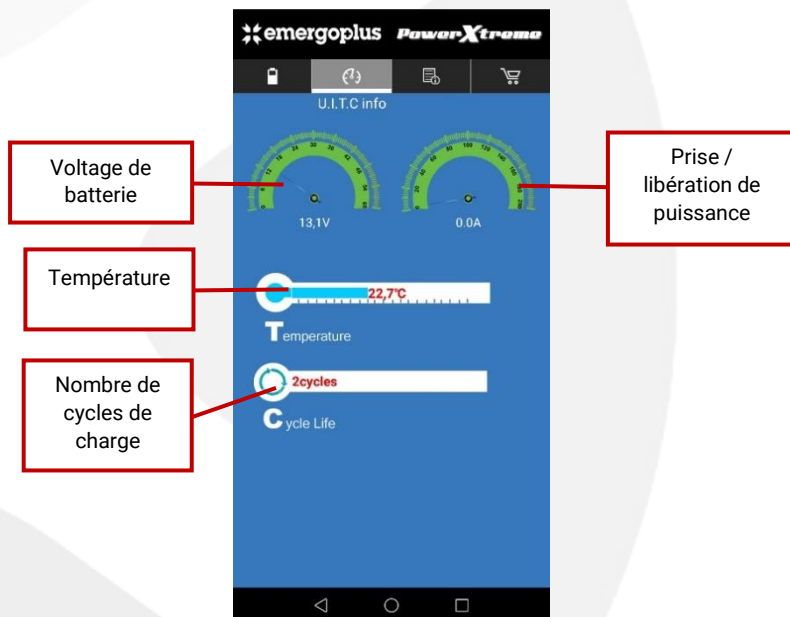 emergoplus PowerXtreme
U.I.T.C info
Voltage de
batterie
Prise /
libération de
puissance
13,1V
0.0A
Température
22,7°C
Temperature
Nombre de
cycles de
charge
2cycles
Cycle Life